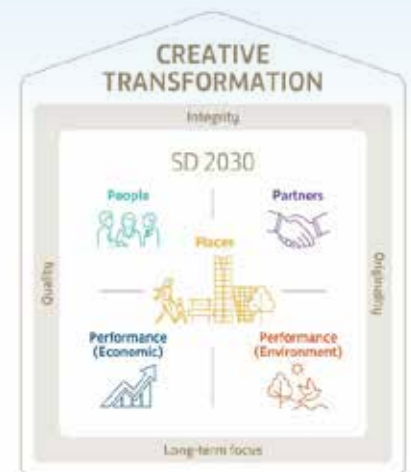 CREATIVE
TRANSFORMATION
Integrity
SD 2030
People
Partners
Places
Quality
Originality
Performance
(Economic)
Performance
(Environment)
Long-term focus